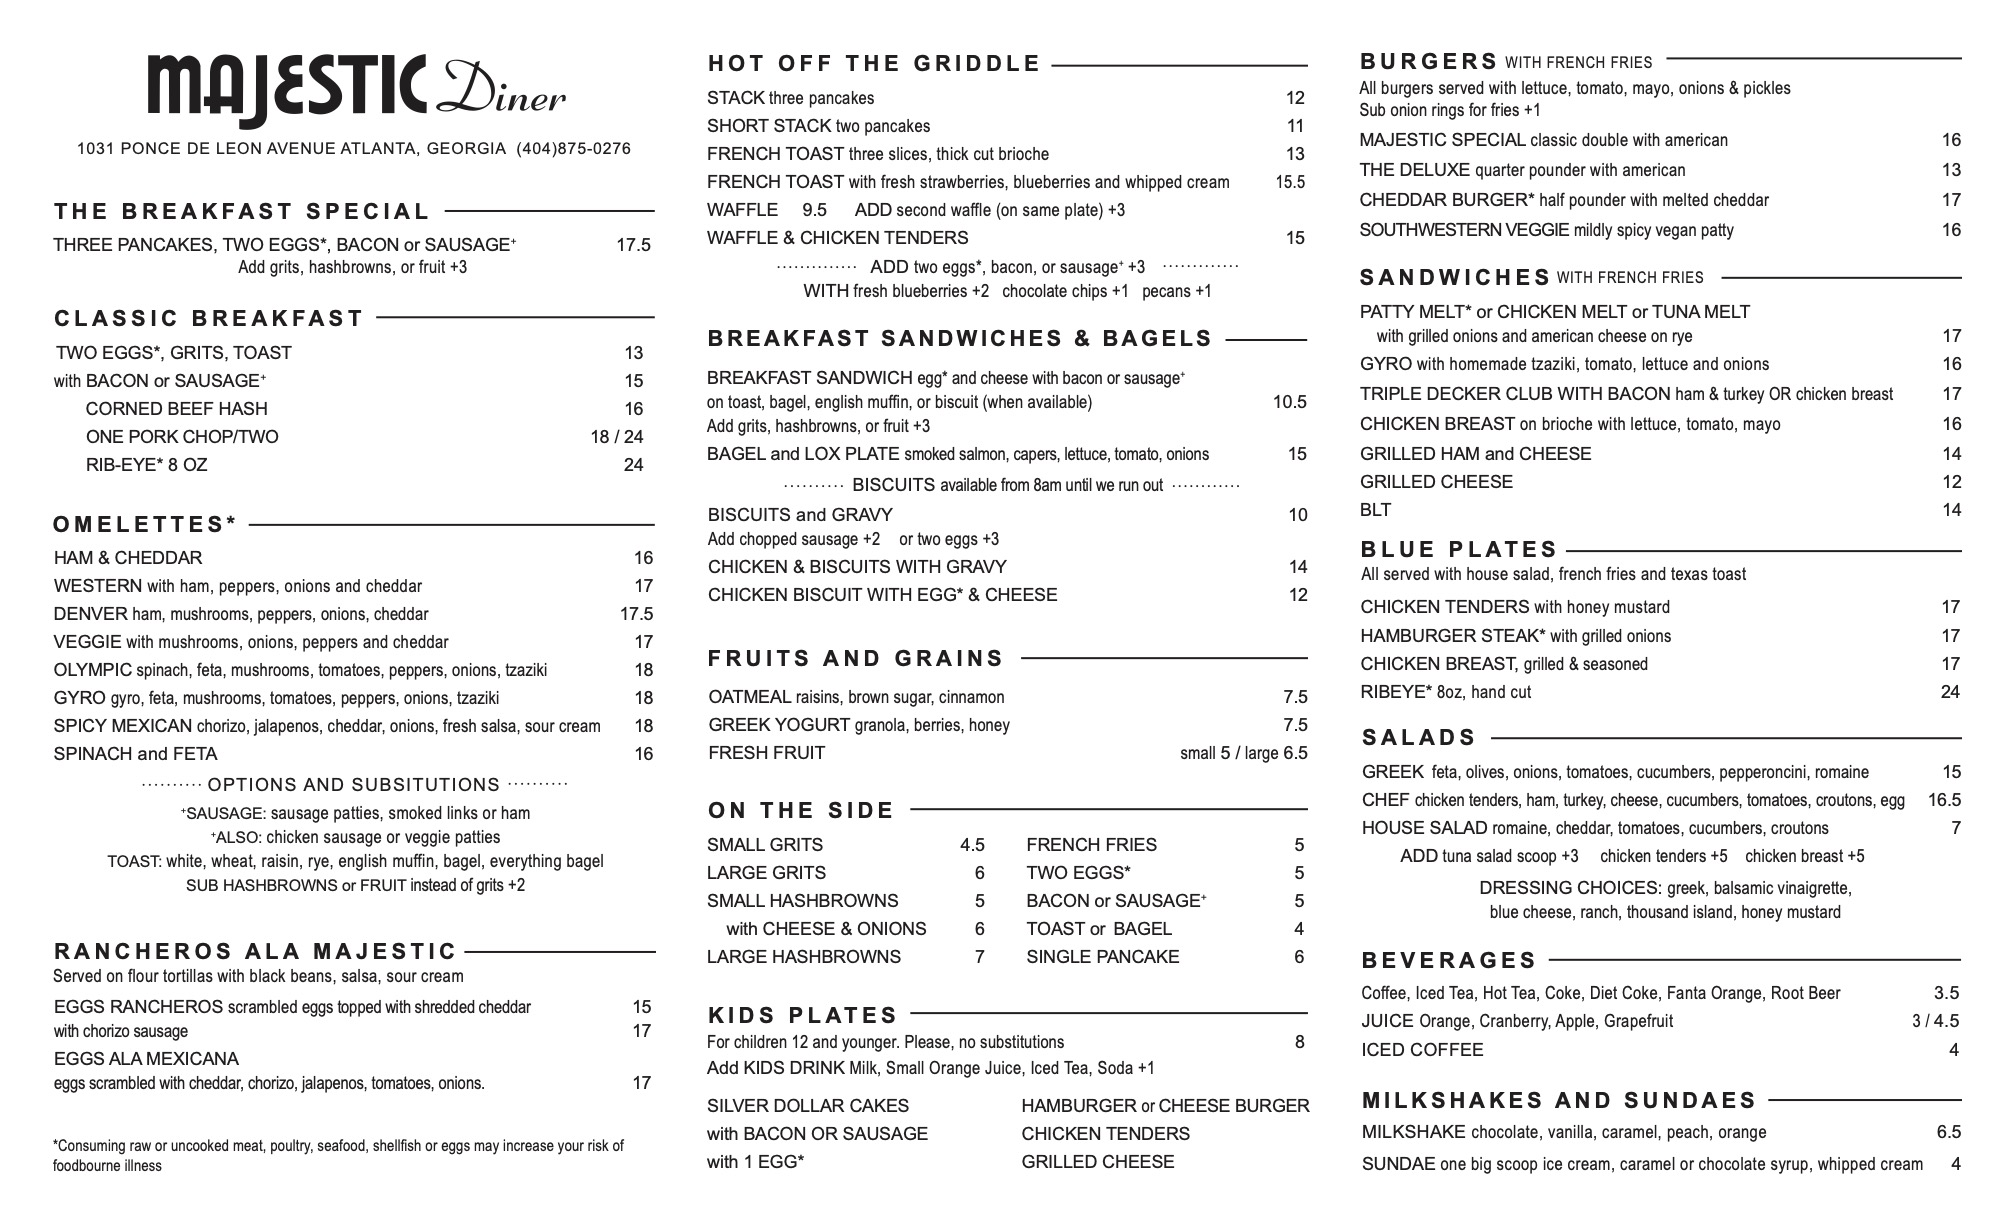 MAJESTIC Diner
1031 PONCE DE LEON AVENUE ATLANTA, GEORGIA (404)875-0276
THE BREAKFAST SPECIAL
THREE PANCAKES, TWO EGGS*, BACON or SAUSAGE+ 17.5
Add grits, hashbrowns, or fruit +3
CLASSIC BREAKFAST
TWO EGGS*, GRITS, TOAST 13
with BACON or SAUSAGE+ 15
CORNED BEEF HASH 16
ONE PORK CHOP/TWO 18 / 24
RIB-EYE* 8 OZ 24
OMELETTES*
HAM & CHEDDAR 16
WESTERN with ham, peppers, onions and cheddar 17
DENVER ham, mushrooms, peppers, onions, cheddar 17.5
VEGGIE with mushrooms, onions, peppers and cheddar 17
OLYMPIC spinach, feta, mushrooms, tomatoes, peppers, onions, tzaziki 18
GYRO gyro, feta, mushrooms, tomatoes, peppers, onions, tzaziki 18
SPICY MEXICAN chorizo, jalapenos, cheddar, onions, fresh salsa, sour cream 18
SPINACH and FETA 16
.......... OPTIONS AND SUBSITUTIONS ..........
+SAUSAGE: sausage patties, smoked links or ham
+ALSO: chicken sausage or veggie patties
TOAST: white, wheat, raisin, rye, english muffin, bagel, everything bagel
SUB HASHBROWNS or FRUIT instead of grits +2
RANCHEROS ALA MAJESTIC
Served on flour tortillas with black beans, salsa, sour cream
EGGS RANCHEROS scrambled eggs topped with shredded cheddar 15
with chorizo sausage 17
EGGS ALA MEXICANA
eggs scrambled with cheddar, chorizo, jalapenos, tomatoes, onions. 17
*Consuming raw or uncooked meat, poultry, seafood, shellfish or eggs may increase your risk of
foodbourne illness
HOT OFF THE GRIDDLE
STACK three pancakes 12
SHORT STACK two pancakes 11
FRENCH TOAST three slices, thick cut brioche 13
FRENCH TOAST with fresh strawberries, blueberries and whipped cream 15.5
WAFFLE 9.5 ADD second waffle (on same plate) +3
WAFFLE & CHICKEN TENDERS 15
.............. ADD two eggs*, bacon, or sausage+ +3 .............
WITH fresh blueberries +2 chocolate chips +1 pecans +1
BREAKFAST SANDWICHES & BAGELS
BREAKFAST SANDWICH egg* and cheese with bacon or sausage+
on toast, bagel, english muffin, or biscuit (when available) 10.5
Add grits, hashbrowns, or fruit +3
BAGEL and LOX PLATE smoked salmon, capers, lettuce, tomato, onions 15
.......... BISCUITS available from 8am until we run out ............
BISCUITS and GRAVY 10
Add chopped sausage +2 or two eggs +3
CHICKEN & BISCUITS WITH GRAVY 14
CHICKEN BISCUIT WITH EGG* & CHEESE 12
FRUITS AND GRAINS
OATMEAL raisins, brown sugar, cinnamon 7.5
GREEK YOGURT granola, berries, honey 7.5
FRESH FRUIT small 5 / large 6.5
ON THE SIDE
SMALL GRITS 4.5
LARGE GRITS 6
SMALL HASHBROWNS 5
with CHEESE & ONIONS 6
LARGE HASHBROWNS 7
FRENCH FRIES 5
TWO EGGS* 5
BACON or SAUSAGE+ 5
TOAST or BAGEL 4
SINGLE PANCAKE 6
KIDS PLATES
For children 12 and younger. Please, no substitutions 8
Add KIDS DRINK Milk, Small Orange Juice, Iced Tea, Soda +1
SILVER DOLLAR CAKES
with BACON OR SAUSAGE
with 1 EGG*
HAMBURGER or CHEESE BURGER
CHICKEN TENDERS
GRILLED CHEESE
BURGERS WITH FRENCH FRIES
All burgers served with lettuce, tomato, mayo, onions & pickles
Sub onion rings for fries +1
MAJESTIC SPECIAL classic double with american 16
THE DELUXE quarter pounder with american 13
CHEDDAR BURGER* half pounder with melted cheddar 17
SOUTHWESTERN VEGGIE mildly spicy vegan patty 16
SANDWICHES WITH FRENCH FRIES
PATTY MELT* or CHICKEN MELT or TUNA MELT
with grilled onions and american cheese on rye 17
GYRO with homemade tzaziki, tomato, lettuce and onions 16
TRIPLE DECKER CLUB WITH BACON ham & turkey OR chicken breast 17
CHICKEN BREAST on brioche with lettuce, tomato, mayo 16
GRILLED HAM and CHEESE 14
GRILLED CHEESE 12
BLT 14
BLUE PLATES
All served with house salad, french fries and texas toast
CHICKEN TENDERS with honey mustard 17
HAMBURGER STEAK* with grilled onions 17
CHICKEN BREAST, grilled & seasoned 17
RIBEYE* 8oz, hand cut 24
SALADS
GREEK feta, olives, onions, tomatoes, cucumbers, pepperoncini, romaine 15
CHEF chicken tenders, ham, turkey, cheese, cucumbers, tomatoes, croutons, egg 16.5
HOUSE SALAD romaine, cheddar, tomatoes, cucumbers, croutons 7
ADD tuna salad scoop +3 chicken tenders +5 chicken breast +5
DRESSING CHOICES: greek, balsamic vinaigrette,
blue cheese, ranch, thousand island, honey mustard
BEVERAGES
Coffee, Iced Tea, Hot Tea, Coke, Diet Coke, Fanta Orange, Root Beer 3.5
JUICE Orange, Cranberry, Apple, Grapefruit 3 / 4.5
ICED COFFEE 4
MILKSHAKES AND SUNDAES
MILKSHAKE chocolate, vanilla, caramel, peach, orange 6.5
SUNDAE one big scoop ice cream, caramel or chocolate syrup, whipped cream 4